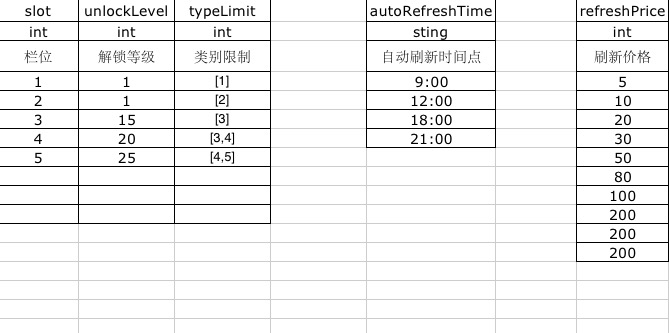 slot unlockLevel typeLimit autoRefreshTime refreshPrice
int int int sting int
栏位 解锁等级 类别限制 自动刷新时间点 刷新价格
1 1 [1] 9:00 5
2 1 [2] 12:00 10
3 15 [3] 18:00 20
4 20 [3,4] 21:00 30
5 25 [4,5] 50
80
100
200
200
200